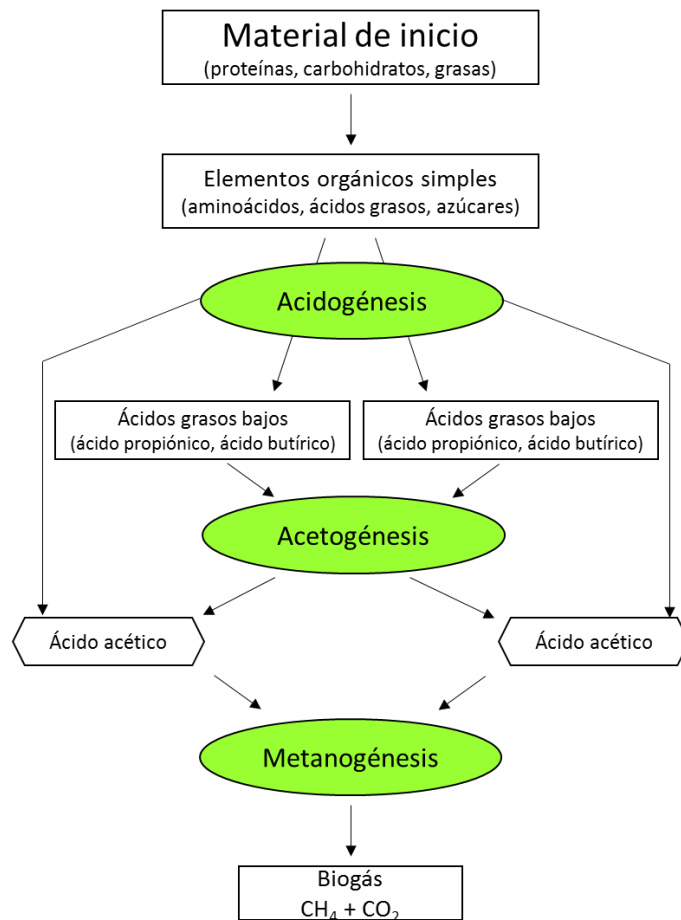 Material de inicio
(proteínas, carbohidratos, grasas)
Elementos orgánicos simples
(aminoácidos, ácidos grasos, azúcares)
Acidogénesis
Ácidos grasos bajos
(ácido propiónico, ácido butírico)
Ácidos grasos bajos
(ácido propiónico, ácido butírico)
Acetogénesis
Ácido acético
Ácido acético
Metanogénesis
Biogás
CH₄ + CO₂